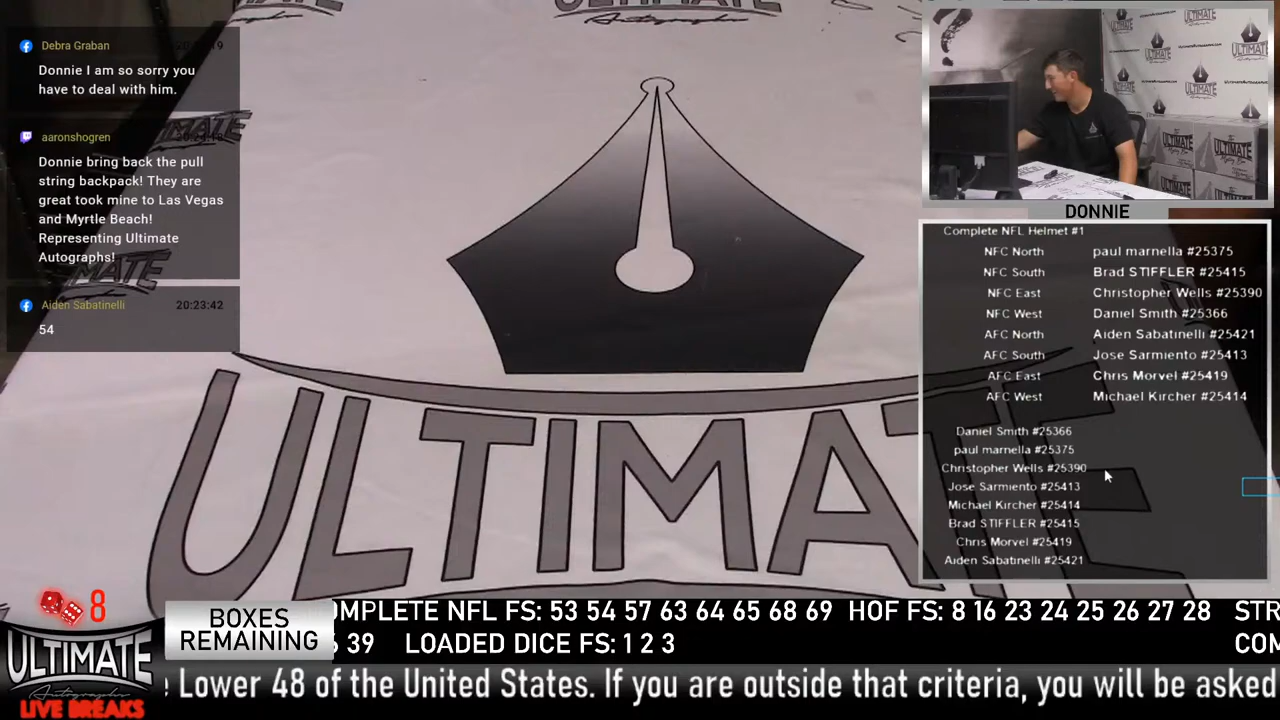 Debra Graban
Donnie I am so sorry you
have to deal with him.
aaronshogren
Donnie bring back the pull
string backpack! They are
great took mine to Las Vegas
and Myrtle Beach!
Representing Ultimate
Autographs!
Aiden Sabatinelli 20:23:42
54
ULTIMATE
DONNIE
Complete NFL Helmet #1
NFC North paul marnella #25375
NFC South Brad STIFFLER #25415
NFC East Christopher Wells #25390
NFC West Daniel Smith #25366
AFC North Aiden Sabatinelli #25421
AFC South Jose Sarmiento #25413
AFC East Chris Morvel #25419
AFC West Michael Kircher #25414
Daniel Smith #25366
paul marnella #25375
Christopher Wells #25390
Jose Sarmiento #25413
Michael Kircher #25414
Brad STIFFLER #25415
Chris Morvel #25419
Aiden Sabatinelli #25421
8
BOXES
REMAINING
OMPLETE NFL FS: 53 54 57 63 64 65 68 69 HOF FS: 8 16 23 24 25 26 27 28 STR
39 LOADED DICE FS: 1 2 3 COM
ULTIMATE
Autographs
LIVE BREAKS
: Lower 48 of the United States. If you are outside that criteria, you will be asked